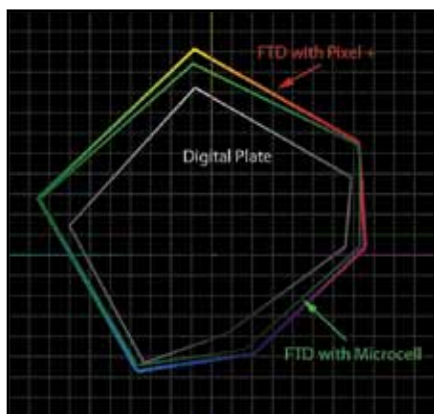 FTD with Pixel +
Digital Plate
FTD with Microcell